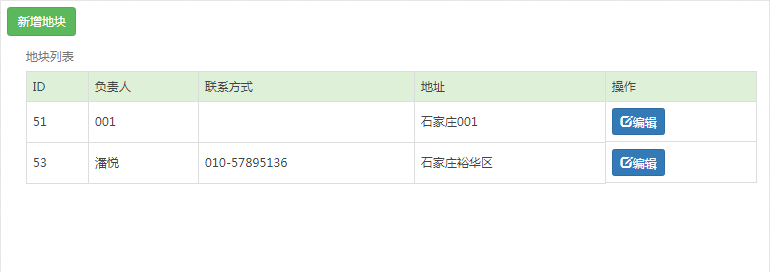 新增地块
地块列表
ID 负责人 联系方式 地址 操作
51 001 石家庄001 编辑
53 潘悦 010-57895136 石家庄裕华区 编辑